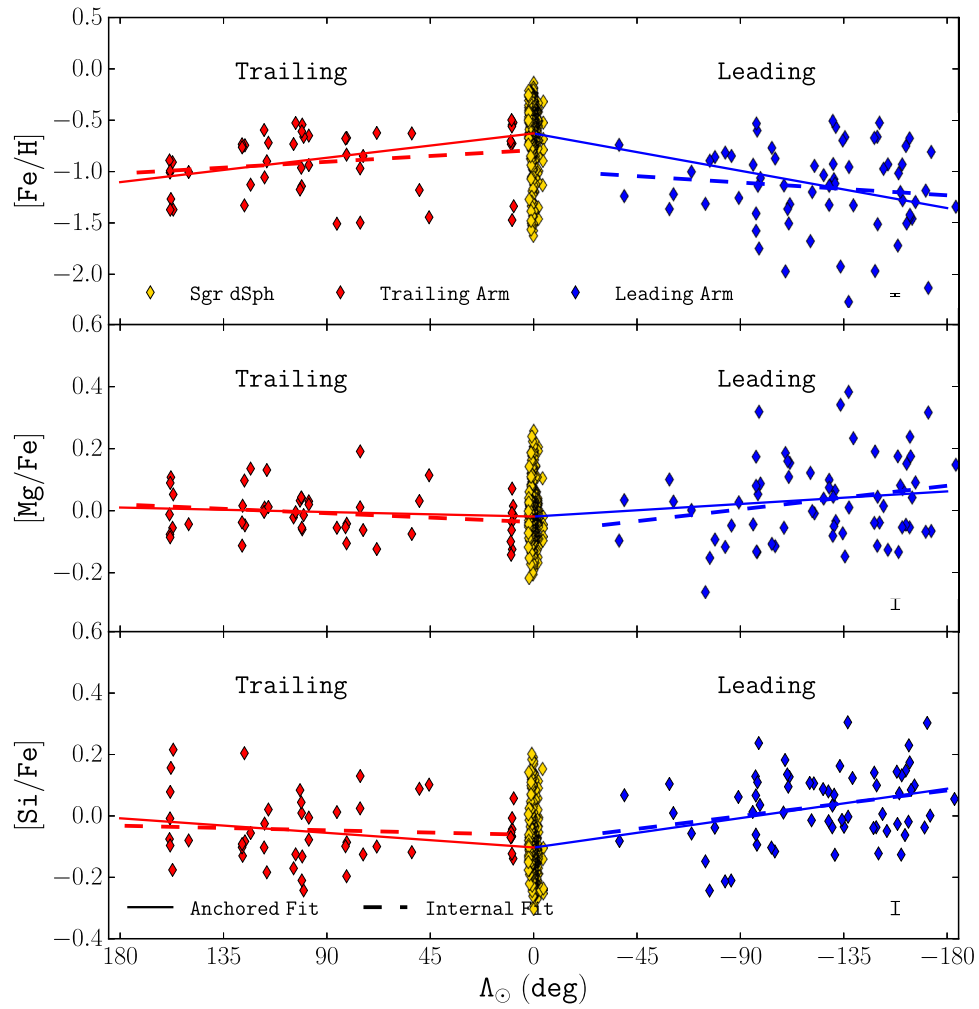 0.5
Trailing Leading
0.0
−0.5
−1.0
−1.5
−2.0
[Fe/H]
Sgr dSph Trailing Arm Leading Arm
0.6
Trailing Leading
0.4
0.2
0.0
−0.2
[Mg/Fe]
0.6
Trailing Leading
0.4
0.2
0.0
−0.2
−0.4
[Si/Fe]
Anchored Fit Internal Fit
180 135 90 45 0 −45 −90 −135 −180
Λ⊙ (deg)